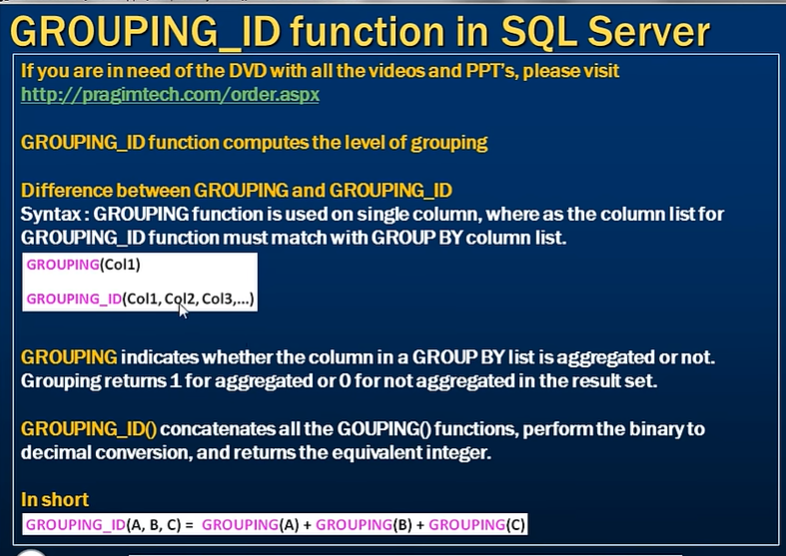 GROUPING_ID function in SQL Server
If you are in need of the DVD with all the videos and PPT's, please visit
http://pragimtech.com/order.aspx
GROUPING_ID function computes the level of grouping
Difference between GROUPING and GROUPING_ID
Syntax : GROUPING function is used on single column, where as the column list for
GROUPING_ID function must match with GROUP BY column list.
GROUPING(Col1)
GROUPING_ID(Col1, Col2, Col3,...)
GROUPING indicates whether the column in a GROUP BY list is aggregated or not.
Grouping returns 1 for aggregated or 0 for not aggregated in the result set.
GROUPING_ID() concatenates all the GOUPING() functions, perform the binary to
decimal conversion, and returns the equivalent integer.
In short
GROUPING_ID(A, B, C) = GROUPING(A) + GROUPING(B) + GROUPING(C)